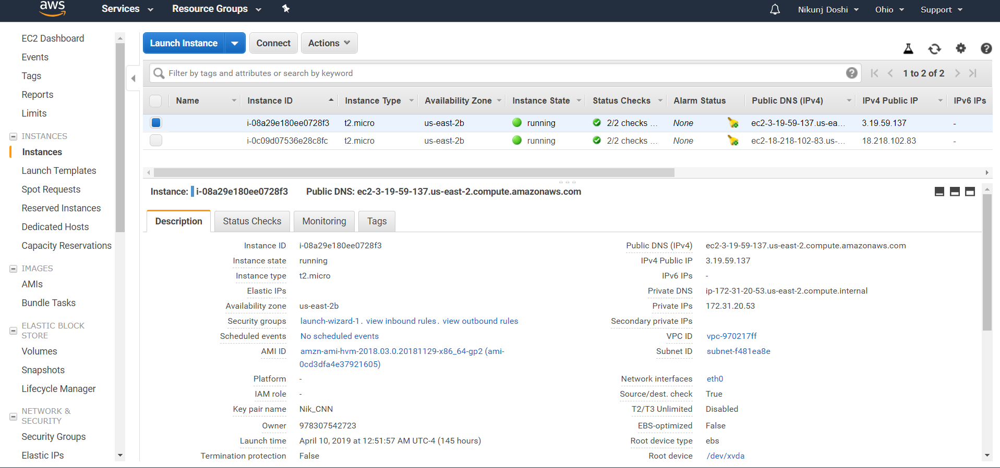 aws Services Resource Groups Nikunj Doshi Ohio Support
EC2 Dashboard
Events
Tags
Reports
Limits
INSTANCES
Instances
Launch Templates
Spot Requests
Reserved Instances
Dedicated Hosts
Capacity Reservations
IMAGES
AMIs
Bundle Tasks
ELASTIC BLOCK
STORE
Volumes
Snapshots
Lifecycle Manager
NETWORK &
SECURITY
Security Groups
Elastic IPs
Launch Instance Connect Actions
Filter by tags and attributes or search by keyword ? 1 to 2 of 2
Name Instance ID Instance Type Availability Zone Instance State Status Checks Alarm Status Public DNS (IPv4) IPv4 Public IP IPv6 IPs
i-08a29e180ee0728f3 t2.micro us-east-2b running 2/2 checks ... None ec2-3-19-59-137.us-ea... 3.19.59.137 -
i-0c09d07536e28c8fc t2.micro us-east-2b running 2/2 checks ... None ec2-18-218-102-83.us-... 18.218.102.83 -
Instance: i-08a29e180ee0728f3 Public DNS: ec2-3-19-59-137.us-east-2.compute.amazonaws.com
Description Status Checks Monitoring Tags
Instance ID i-08a29e180ee0728f3
Instance state running
Instance type t2.micro
Elastic IPs
Availability zone us-east-2b
Security groups launch-wizard-1. view inbound rules. view outbound rules
Scheduled events No scheduled events
AMI ID amzn-ami-hvm-2018.03.0.20181129-x86_64-gp2 (ami-
0cd3dfa4e37921605)
Platform -
IAM role -
Key pair name Nik_CNN
Owner 978307542723
Launch time April 10, 2019 at 12:51:57 AM UTC-4 (145 hours)
Termination protection False
Public DNS (IPv4) ec2-3-19-59-137.us-east-2.compute.amazonaws.com
IPv4 Public IP 3.19.59.137
IPv6 IPs -
Private DNS ip-172-31-20-53.us-east-2.compute.internal
Private IPs 172.31.20.53
Secondary private IPs
VPC ID vpc-970217ff
Subnet ID subnet-f481ea8e
Network interfaces eth0
Source/dest. check True
T2/T3 Unlimited Disabled
EBS-optimized False
Root device type ebs
Root device /dev/xvda